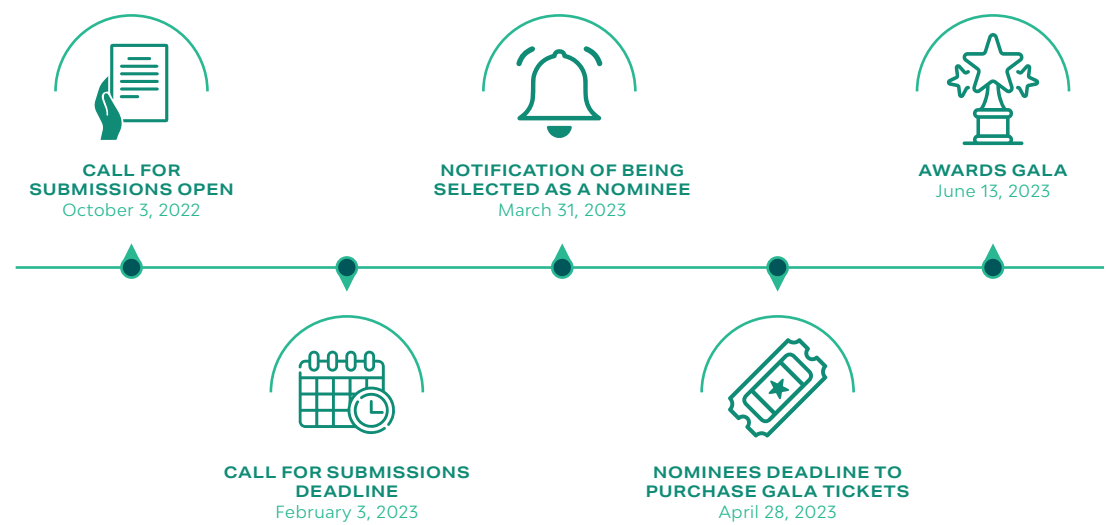 CALL FOR
SUBMISSIONS OPEN
October 3, 2022
NOTIFICATION OF BEING
SELECTED AS A NOMINEE
March 31, 2023
AWARDS GALA
June 13, 2023
CALL FOR SUBMISSIONS
DEADLINE
February 3, 2023
NOMINEES DEADLINE TO
PURCHASE GALA TICKETS
April 28, 2023